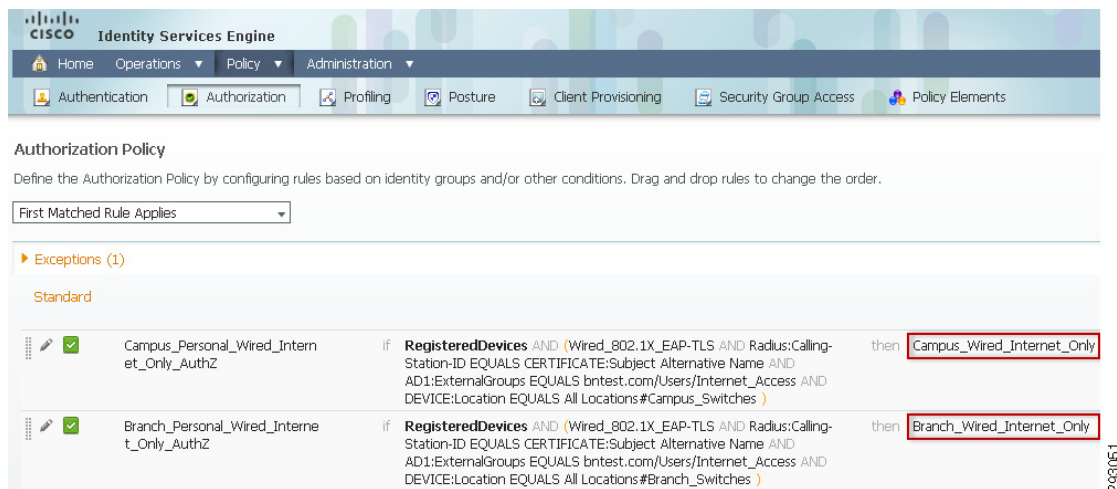 CISCO Identity Services Engine
Home Operations Policy Administration
Authentication Authorization Profiling Posture Client Provisioning Security Group Access Policy Elements
Authorization Policy
Define the Authorization Policy by configuring rules based on identity groups and/or other conditions. Drag and drop rules to change the order.
First Matched Rule Applies
Exceptions (1)
Standard
Campus_Personal_Wired_Intern if RegisteredDevices AND (Wired_802.1X_EAP-TLS AND Radius:Calling- then Campus_Wired_Internet_Only
et_Only_AuthZ Station-ID EQUALS CERTIFICATE:Subject Alternative Name AND
AD1:ExternalGroups EQUALS bntest.com/Users/Internet_Access AND
DEVICE:Location EQUALS All Locations#Campus_Switches )
Branch_Personal_Wired_Interne if RegisteredDevices AND (Wired_802.1X_EAP-TLS AND Radius:Calling- then Branch_Wired_Internet_Only
t_Only_AuthZ Station-ID EQUALS CERTIFICATE:Subject Alternative Name AND
AD1:ExternalGroups EQUALS bntest.com/Users/Internet_Access AND
DEVICE:Location EQUALS All Locations#Branch_Switches )
293051